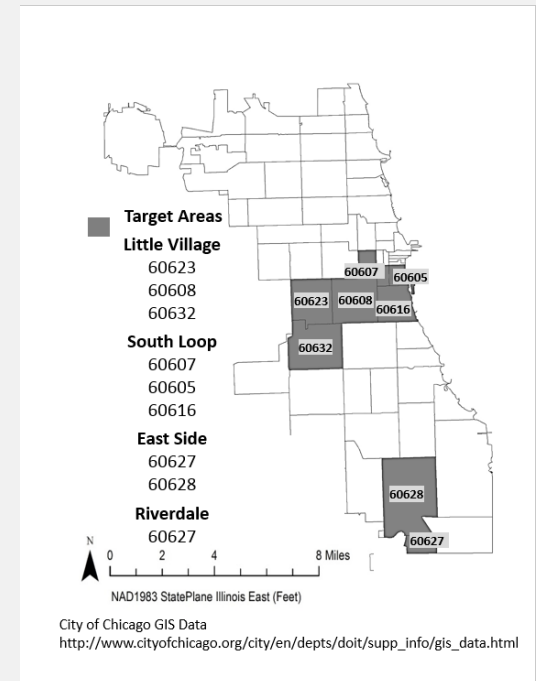 Target Areas
Little Village
60623
60608
60632
South Loop
60607
60605
60616
East Side
60627
60628
Riverdale
60627
60607
60605
60623
60608
60616
60632
60628
60627
N
0 2 4 8 Miles
NAD1983 StatePlane Illinois East (Feet)
City of Chicago GIS Data
http://www.cityofchicago.org/city/en/depts/doit/supp_info/gis_data.html